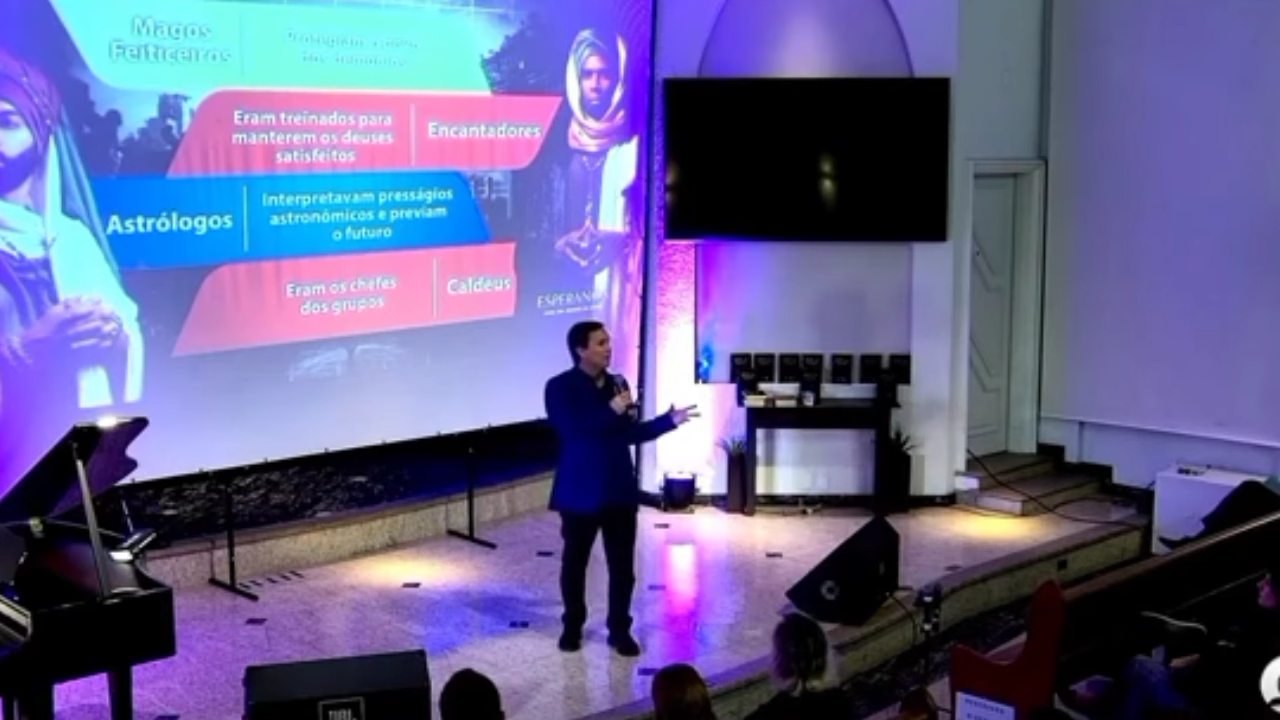 Magos
Feiticeiros
Eram treinados para
manterem os deuses
satisfeitos
Encantadores
Astrólogos
Interpretavam presságios
astronômicos e previam
o futuro
Eram os chefes
dos grupos
Caldeus
JBL